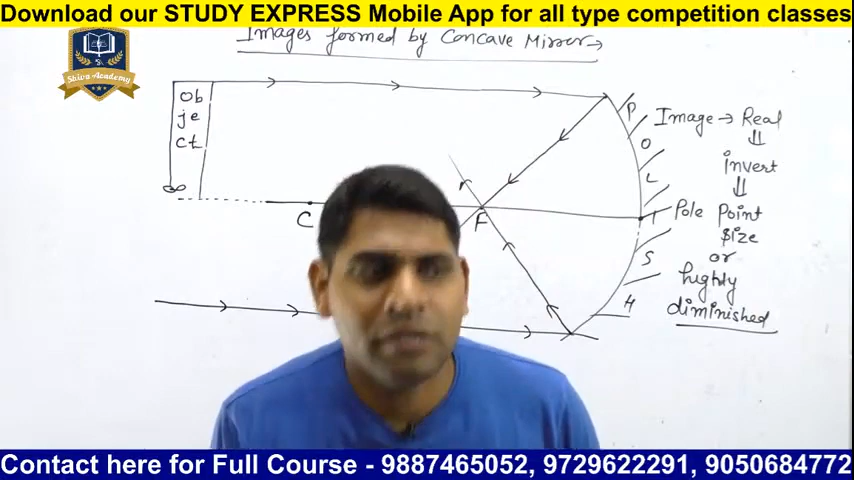 Download our STUDY EXPRESS Mobile App for all type competition classes
Images formed by Concave Mirror→
Shiva Academy
Ob
je
ct
∞
C
F
r
P
O
L
I
S
H
Image → Real
⇓
invert
⇓
Pole Point
size
or
highly
diminished
Contact here for Full Course - 9887465052, 9729622291, 9050684772